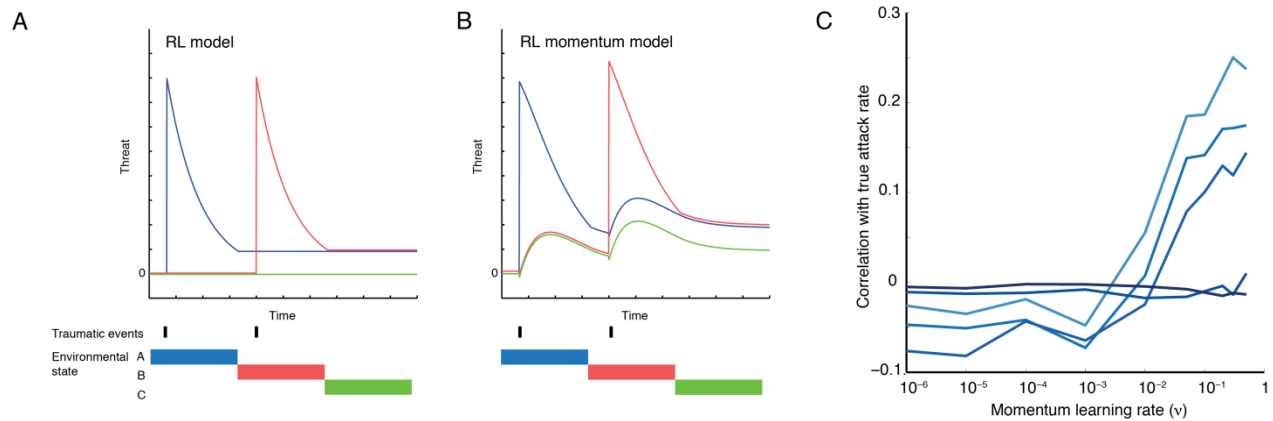 A
RL model
Threat
0
Time
Traumatic events
Environmental
state
A
B
C
B
RL momentum model
Threat
0
Time
C
Correlation with true attack rate
0.3
0.2
0.1
0
−0.1
10⁻⁶
10⁻⁵
10⁻⁴
10⁻³
10⁻²
10⁻¹
1
Momentum learning rate (ν)